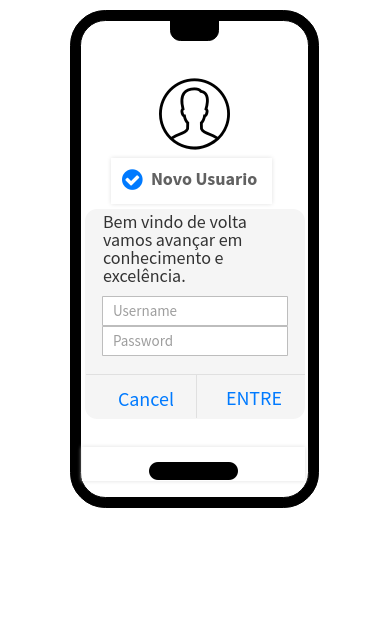 Novo Usuario
Bem vindo de volta
vamos avançar em
conhecimento e
excelência.
Username
Password
Cancel ENTRE